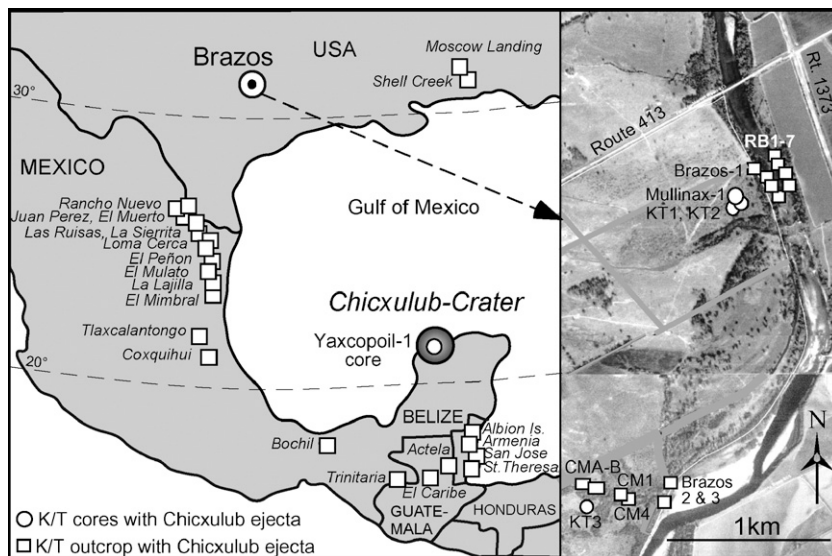 USA
Brazos
Moscow Landing
Shell Creek
30°
MEXICO
Rancho Nuevo
Juan Perez, El Muerto
Las Ruisas, La Sierrita
Loma Cerca
El Peñon
El Mulato
La Lajilla
El Mimbral
Gulf of Mexico
Chicxulub-Crater
Tlaxcalantongo
Coxquihui
Yaxcopoil-1
core
20°
BELIZE
Albion Is.
Armenia
San Jose
St.Theresa
Bochil
Actela
Trinitaria
El Caribe
GUATE-
MALA
HONDURAS
K/T cores with Chicxulub ejecta
K/T outcrop with Chicxulub ejecta
Route 413
Rt. 1373
RB1-7
Brazos-1
Mullinax-1
KT1, KT2
N
CMA-B
CM1
Brazos
2 & 3
CM4
KT3
1km